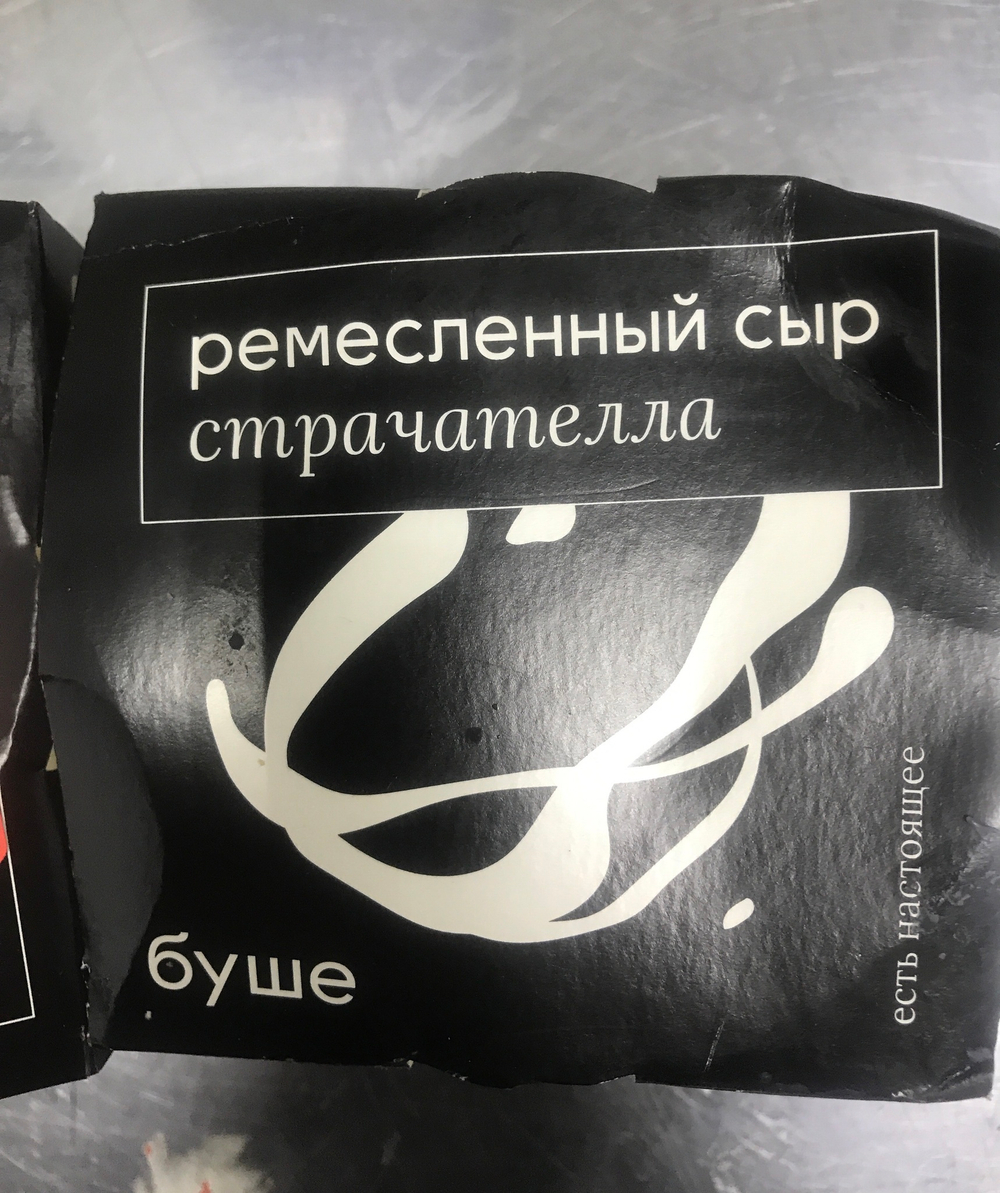 ремесленный сыр
страчателла
буше
есть настоящее